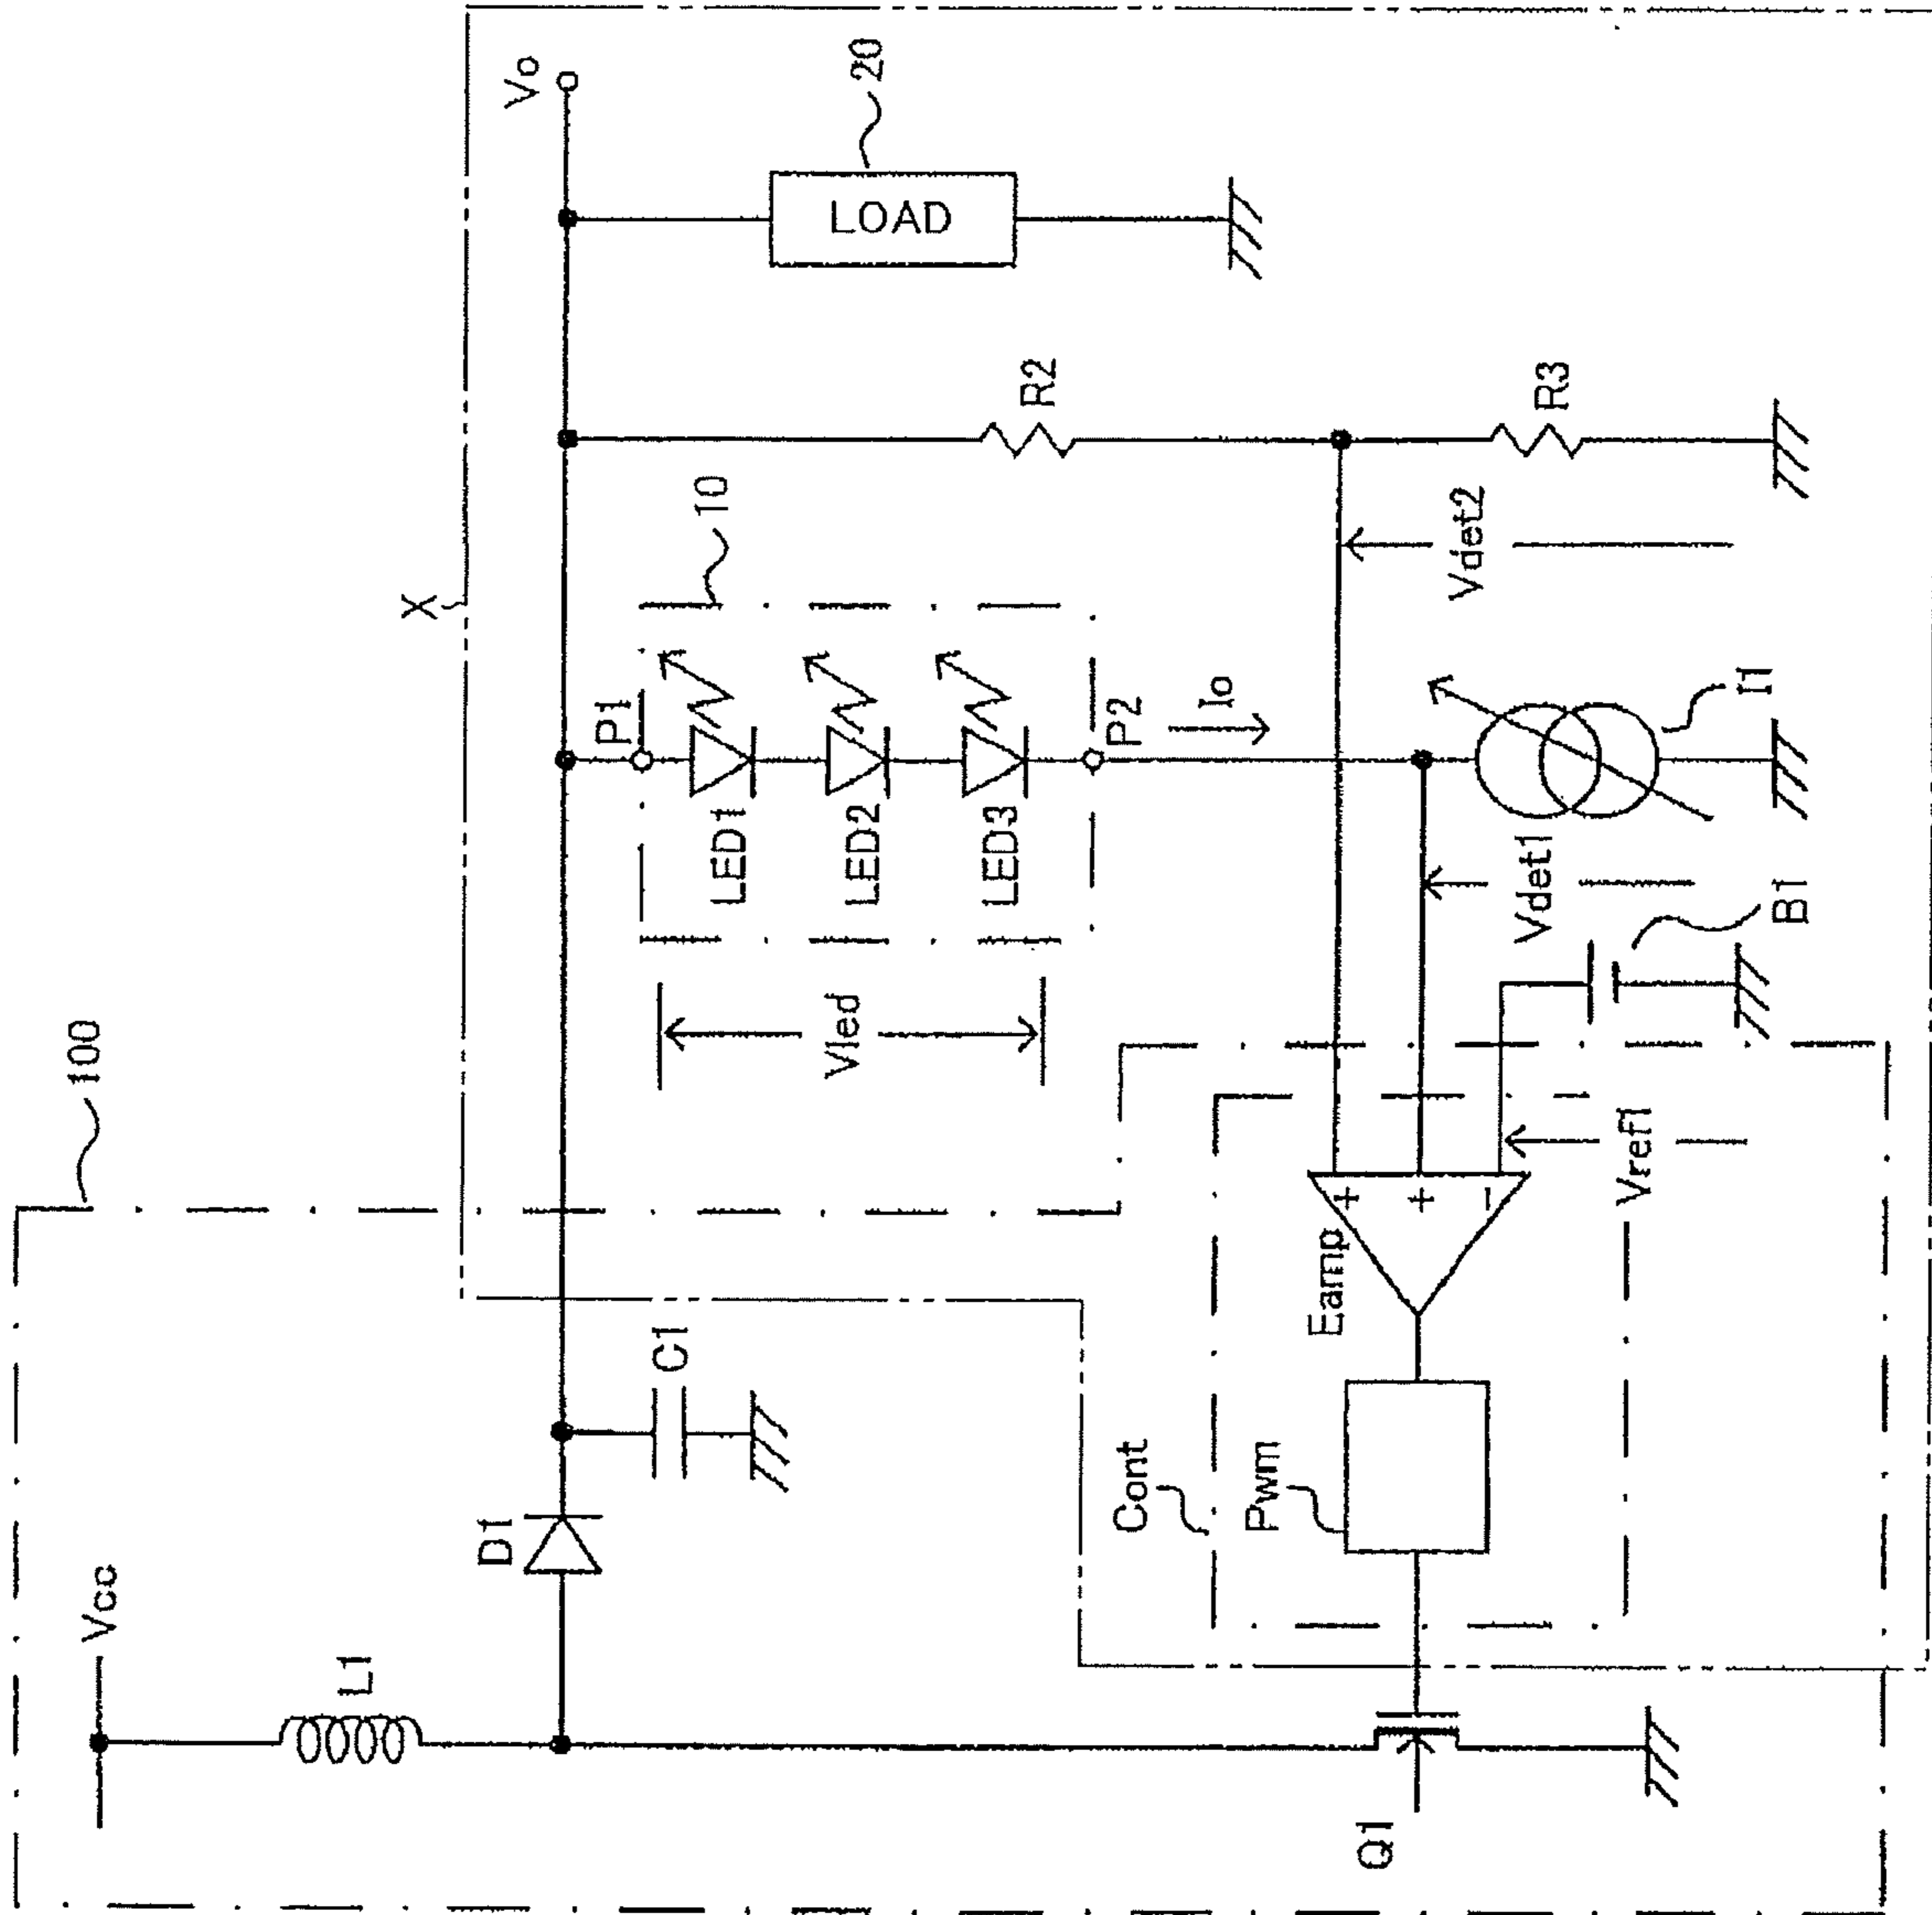 100
Vcc
L1
D1
C1
X
Vo
20
LOAD
10
P1
LED1
LED2
LED3
P2
Vled
Io
R2
R3
Vdet2
Vdet1
I1
B1
Vref1
Eamp
+
+
−
Cont
Pwm
Q1